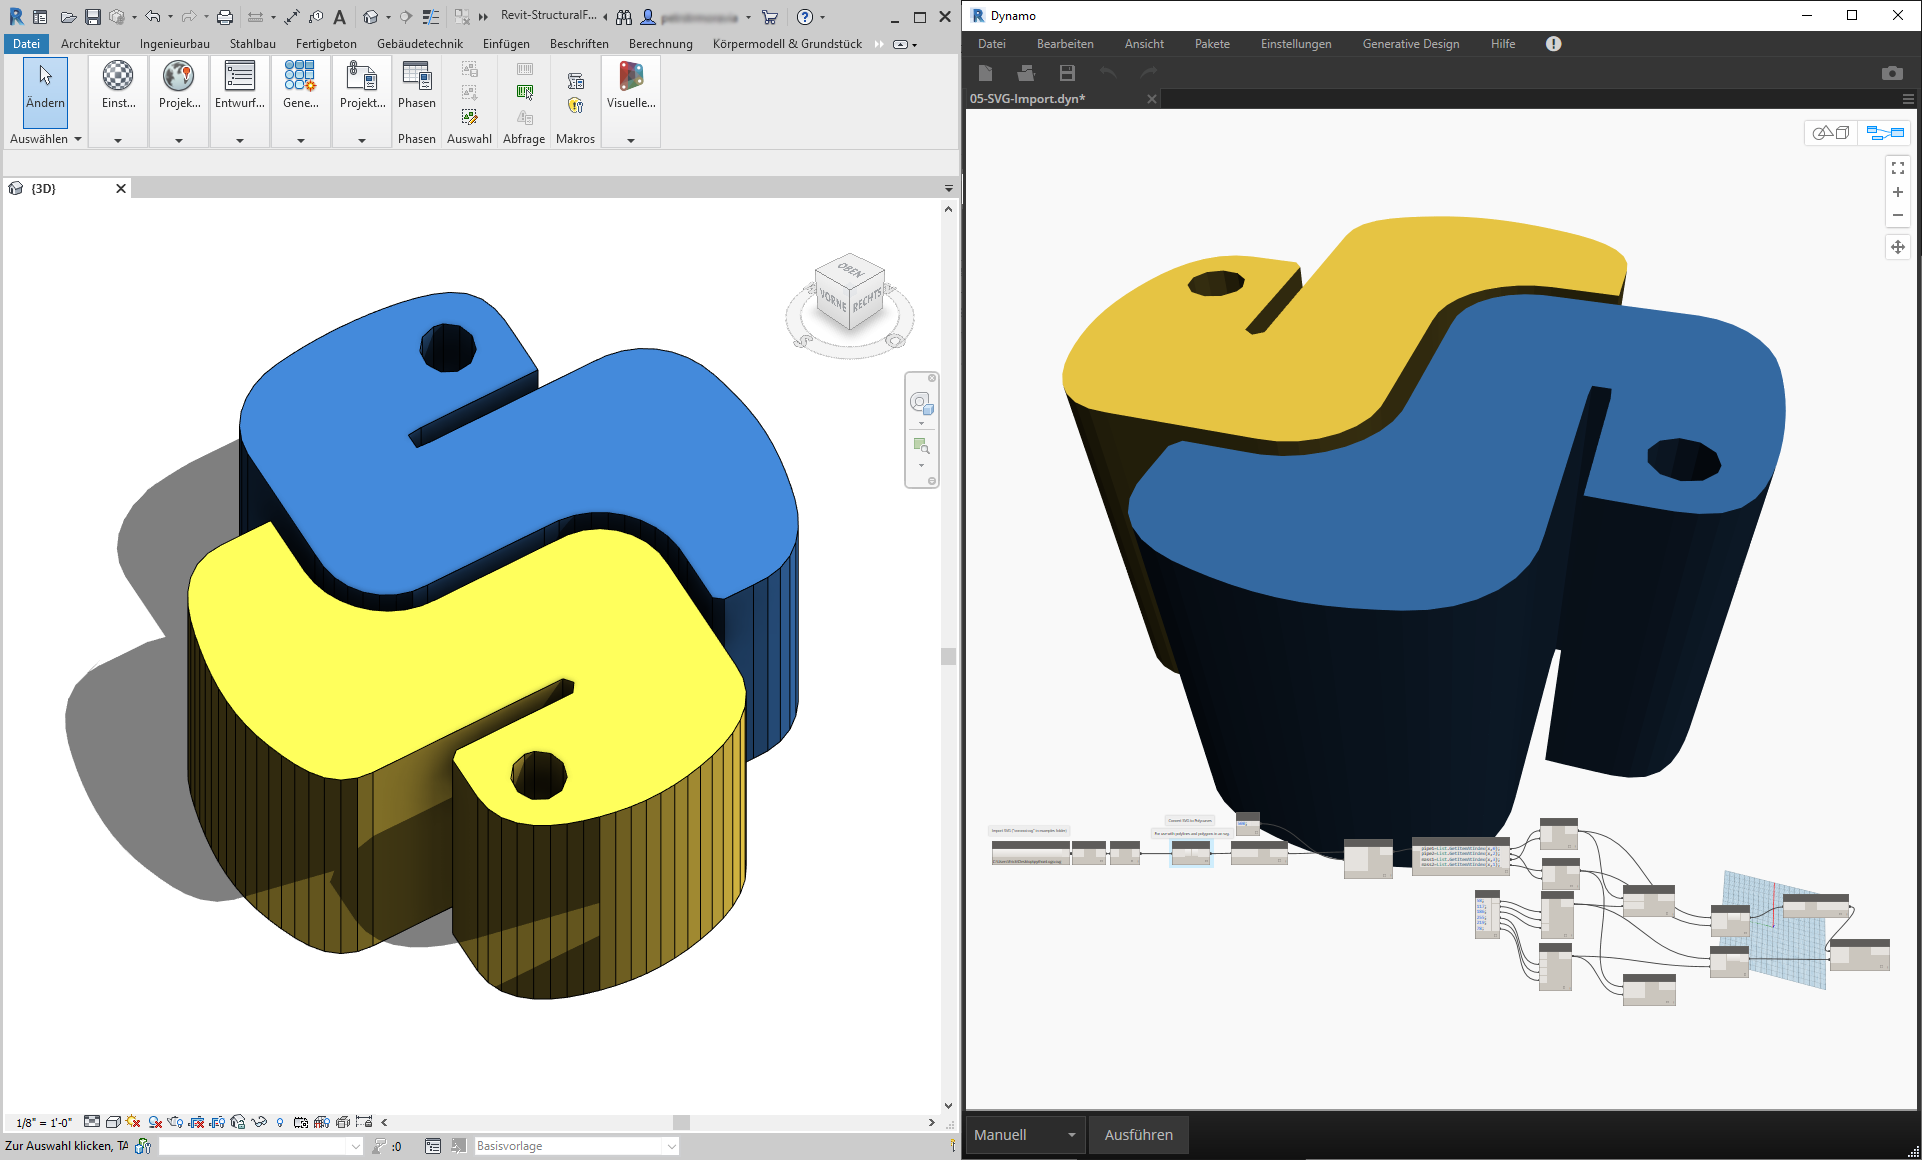 Revit-StructuralF...
Datei Architektur Ingenieurbau Stahlbau Fertigbeton Gebäudetechnik Einfügen Beschriften Berechnung Körpermodell & Grundstück
Ändern Einst... Projek... Entwurf... Gene... Projekt... Phasen Visuelle...
Auswählen Phasen Auswahl Abfrage Makros
{3D}
OBEN
VORNE RECHTS
1/8" = 1'-0"
Zur Auswahl klicken, TA :0 Basisvorlage
Dynamo
Datei Bearbeiten Ansicht Pakete Einstellungen Generative Design Hilfe
05-SVG-Import.dyn*
Manuell Ausführen